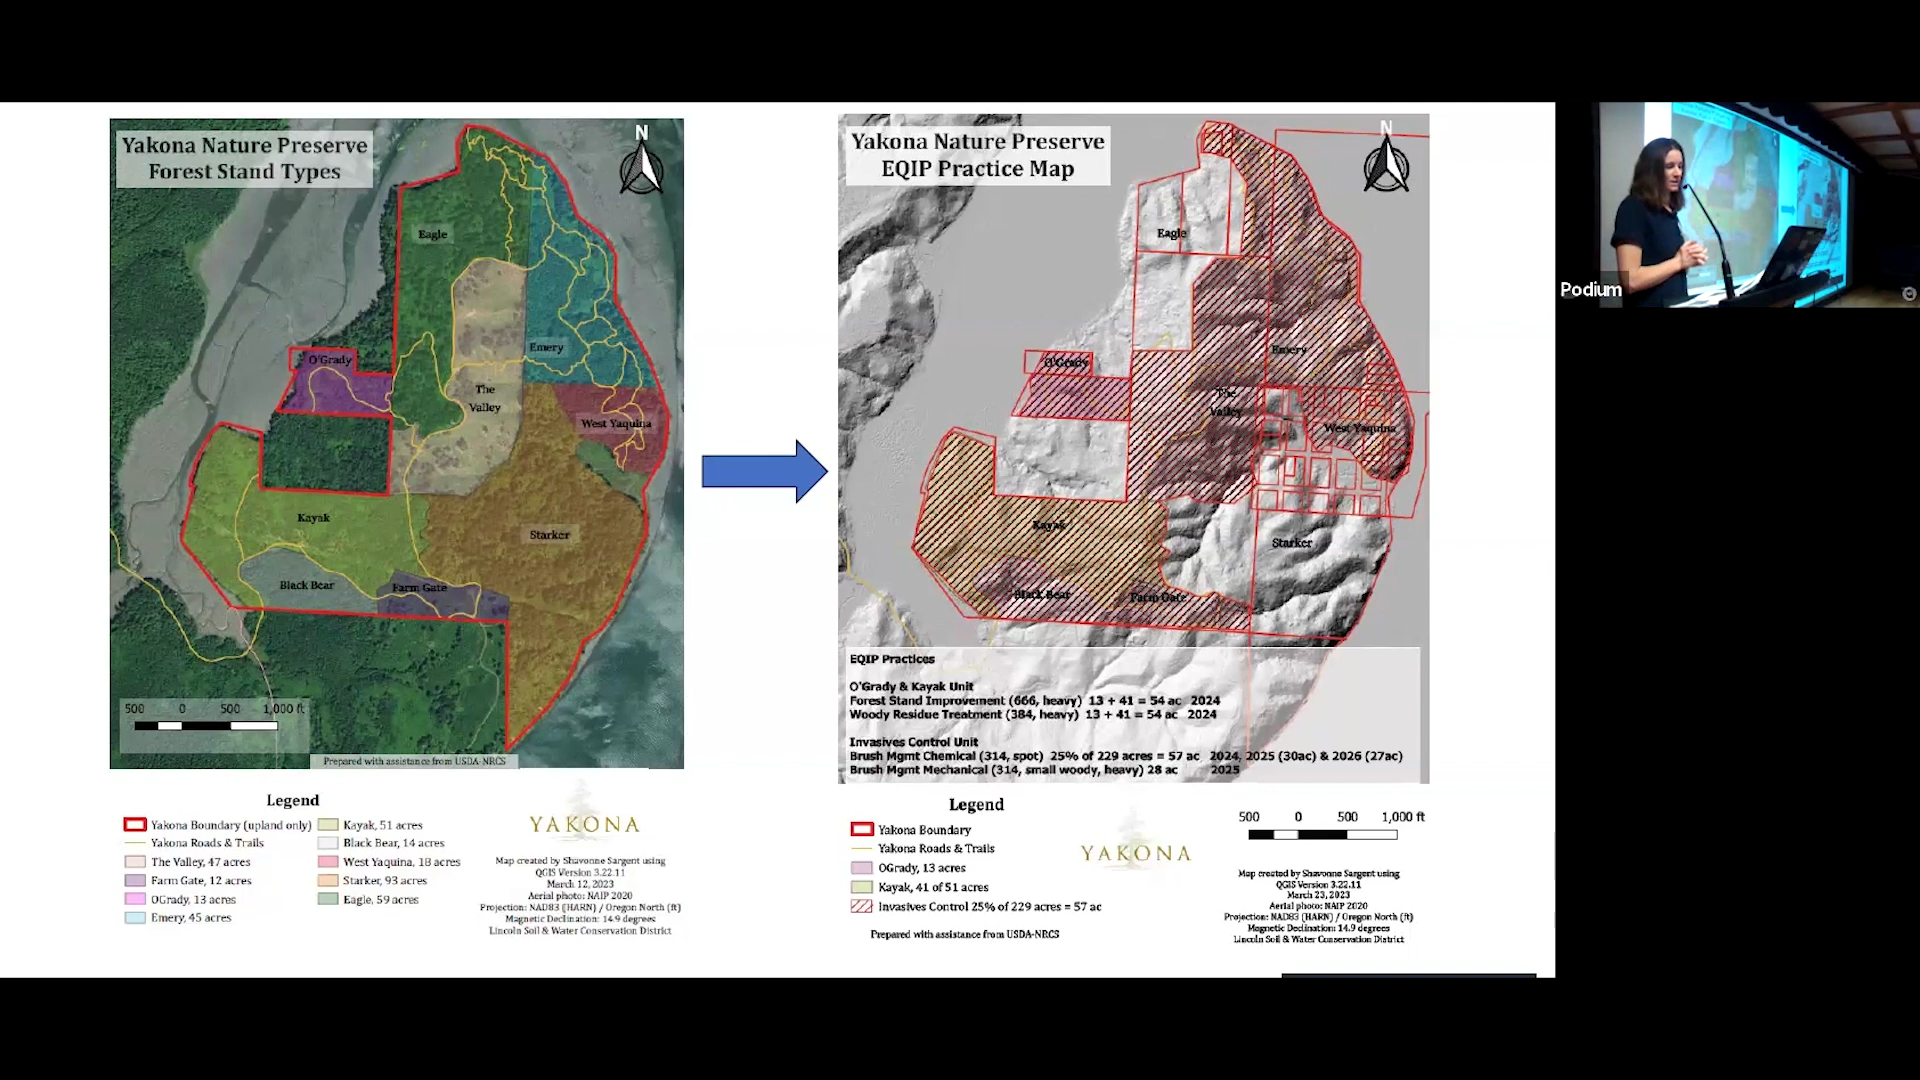 Yakona Nature Preserve
Forest Stand Types
N
Eagle
O'Grady
Emery
The
Valley
West Yaquina
Kayak
Starker
Black Bear
Farm Gate
500 0 500 1,000 ft
Prepared with assistance from USDA-NRCS
Legend
Yakona Boundary (upland only)
Yakona Roads & Trails
The Valley, 47 acres
Farm Gate, 12 acres
OGrady, 13 acres
Emery, 45 acres
Kayak, 51 acres
Black Bear, 14 acres
West Yaquina, 18 acres
Starker, 93 acres
Eagle, 59 acres
YAKONA
Map created by Shavonne Sargent using
QGIS Version 3.22.11
March 12, 2023
Aerial photo: NAIP 2020
Projection: NAD83 (HARN) / Oregon North (ft)
Magnetic Declination: 14.9 degrees
Lincoln Soil & Water Conservation District
Yakona Nature Preserve
EQIP Practice Map
N
Eagle
O'Grady
Emery
The
Valley
West Yaquina
Kayak
Starker
Black Bear
Farm Gate
EQIP Practices
O'Grady & Kayak Unit
Forest Stand Improvement (666, heavy) 13 + 41 = 54 ac 2024
Woody Residue Treatment (384, heavy) 13 + 41 = 54 ac 2024
Invasives Control Unit
Brush Mgmt Chemical (314, spot) 25% of 229 acres = 57 ac 2024, 2025 (30ac) & 2026 (27ac)
Brush Mgmt Mechanical (314, small woody, heavy) 28 ac 2025
Legend
Yakona Boundary
Yakona Roads & Trails
OGrady, 13 acres
Kayak, 41 of 51 acres
Invasives Control 25% of 229 acres = 57 ac
Prepared with assistance from USDA-NRCS
YAKONA
500 0 500 1,000 ft
Map created by Shavonne Sargent using
QGIS Version 3.22.11
March 23, 2023
Aerial photo: NAIP 2020
Projection: NAD83 (HARN) / Oregon North (ft)
Magnetic Declination: 14.9 degrees
Lincoln Soil & Water Conservation District
Podium